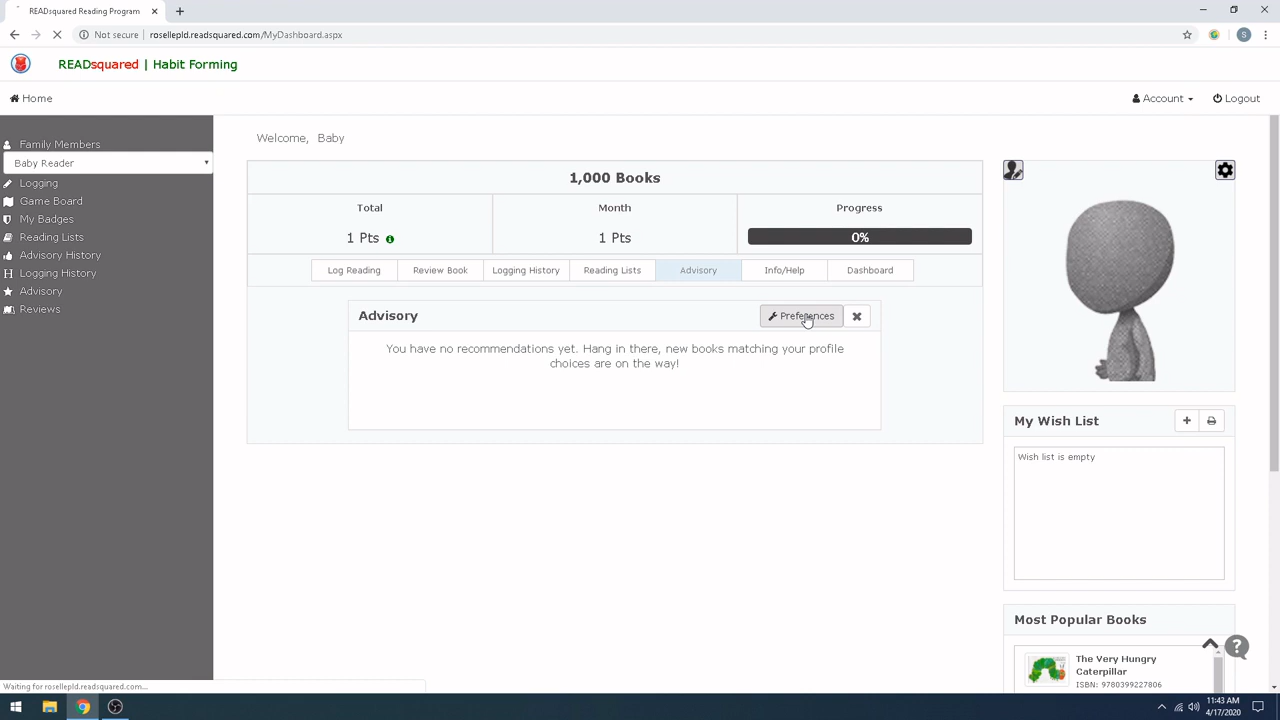 READsquared Reading Program
Not secure
rosellepld.readsquared.com/MyDashboard.aspx
S
READsquared | Habit Forming
Home
Account
Logout
Family Members
Baby Reader
Logging
Game Board
My Badges
Reading Lists
Advisory History
Logging History
Advisory
Reviews
Welcome, Baby
1,000 Books
Total
Month
Progress
1 Pts
1 Pts
0%
Log Reading
Review Book
Logging History
Reading Lists
Advisory
Info/Help
Dashboard
Advisory
Preferences
You have no recommendations yet. Hang in there, new books matching your profile
choices are on the way!
My Wish List
Wish list is empty
Most Popular Books
The Very Hungry
Caterpillar
ISBN: 9780399227806
Waiting for rosellepld.readsquared.com...
11:43 AM
4/17/2020